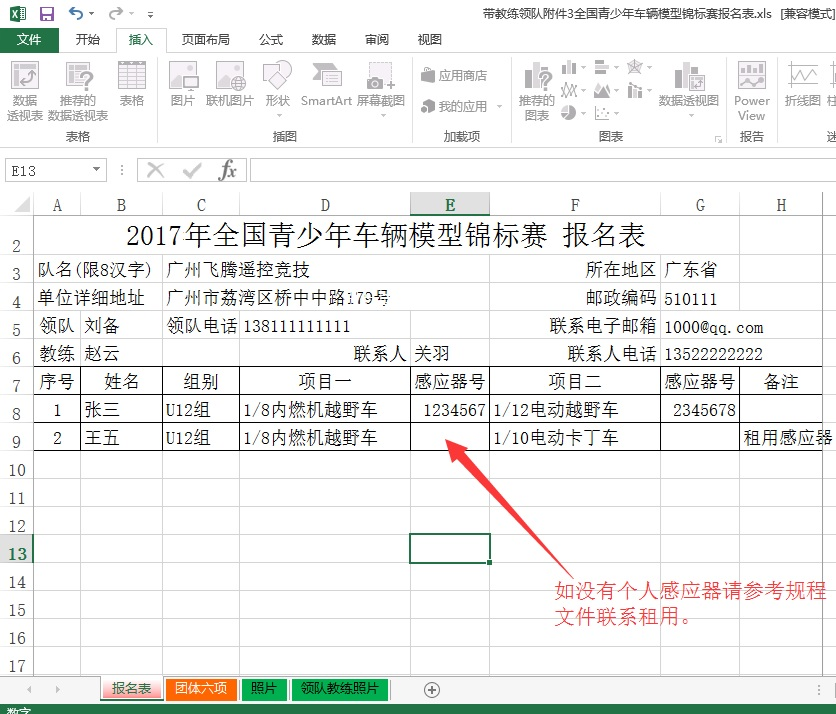 带教练领队附件3全国青少年车辆模型锦标赛报名表.xls [兼容模式]
文件 开始 插入 页面布局 公式 数据 审阅 视图
数据透视表 推荐的数据透视表 表格 图片 联机图片 形状 SmartArt 屏幕截图 应用商店 我的应用 推荐的图表 数据透视图 Power View 折线图
表格 插图 加载项 图表 报告
E13 fx
A B C D E F G H
2 2017年全国青少年车辆模型锦标赛 报名表
3 队名(限8汉字) 广州飞腾遥控竞技 所在地区 广东省
4 单位详细地址 广州市荔湾区桥中中路179号 邮政编码 510111
5 领队 刘备 领队电话 138111111111 联系电子邮箱 1000@qq.com
6 教练 赵云 联系人 关羽 联系人电话 13522222222
7 序号 姓名 组别 项目一 感应器号 项目二 感应器号 备注
8 1 张三 U12组 1/8内燃机越野车 1234567 1/12电动越野车 2345678
9 2 王五 U12组 1/8内燃机越野车 1/10电动卡丁车 租用感应器
10
11
12
13
14
如没有个人感应器请参考规程
15
文件联系租用。
16
17
报名表 团体六项 照片 领队教练照片